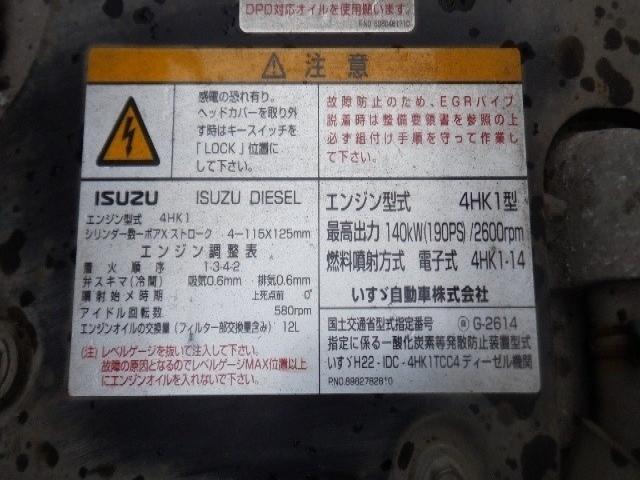 DPD対応オイルを使用願います。
注意
感電の恐れ有り。
ヘッドカバーを取り外
す時はキースイッチを
「LOCK」位置に
して下さい。
故障防止のため、EGRパイプ
脱着時は整備要領書を参照の上
必ず組付け手順を守って作業し
て下さい。
ISUZU ISUZU DIESEL
エンジン型式 4HK1
シリンダー数ーボアXストローク 4-115X125mm
エンジン調整表
着火順序 1-3-4-2
弁スキマ(冷間) 吸気0.6mm 排気0.6mm
噴射始メ時期 上死点前 0°
アイドル回転数 580rpm
エンジンオイルの交換量(フィルター部交換量含み) 12L
(注)レベルゲージを抜いて注入して下さい。
故障の原因となるのでレベルゲージMAX位置以上
にエンジンオイルを入れないで下さい。
エンジン型式 4HK1型
最高出力 140kW(190PS)/2600rpm
燃料噴射方式 電子式 4HK1-14
いすゞ自動車株式会社
国土交通省型式指定番号 G-2614
指定に係る一酸化炭素等発散防止装置型式
いすゞH22-IDC-4HK1TCC4ディーゼル機関